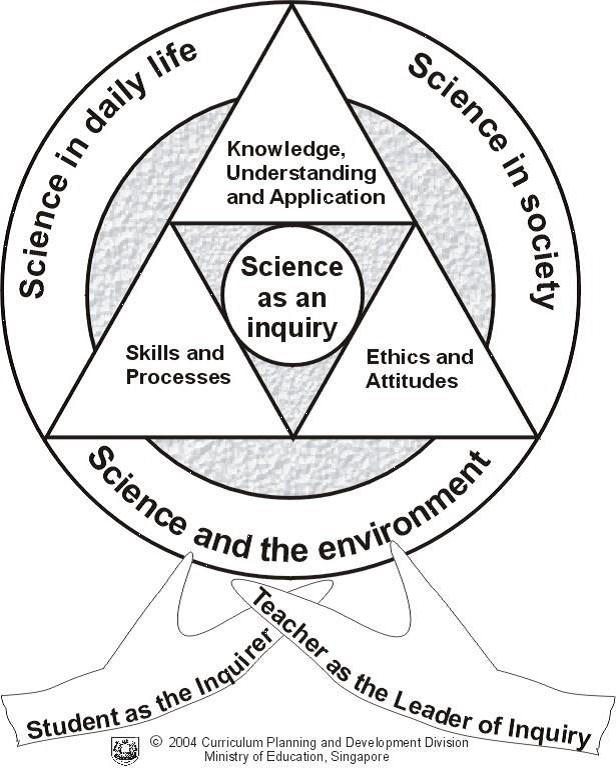 Science in daily life
Science in society
Knowledge,
Understanding
and Application
Science
as an
inquiry
Skills and
Processes
Ethics and
Attitudes
Science and the environment
Student as the Inquirer
Teacher as the Leader of Inquiry
© 2004 Curriculum Planning and Development Division
Ministry of Education, Singapore